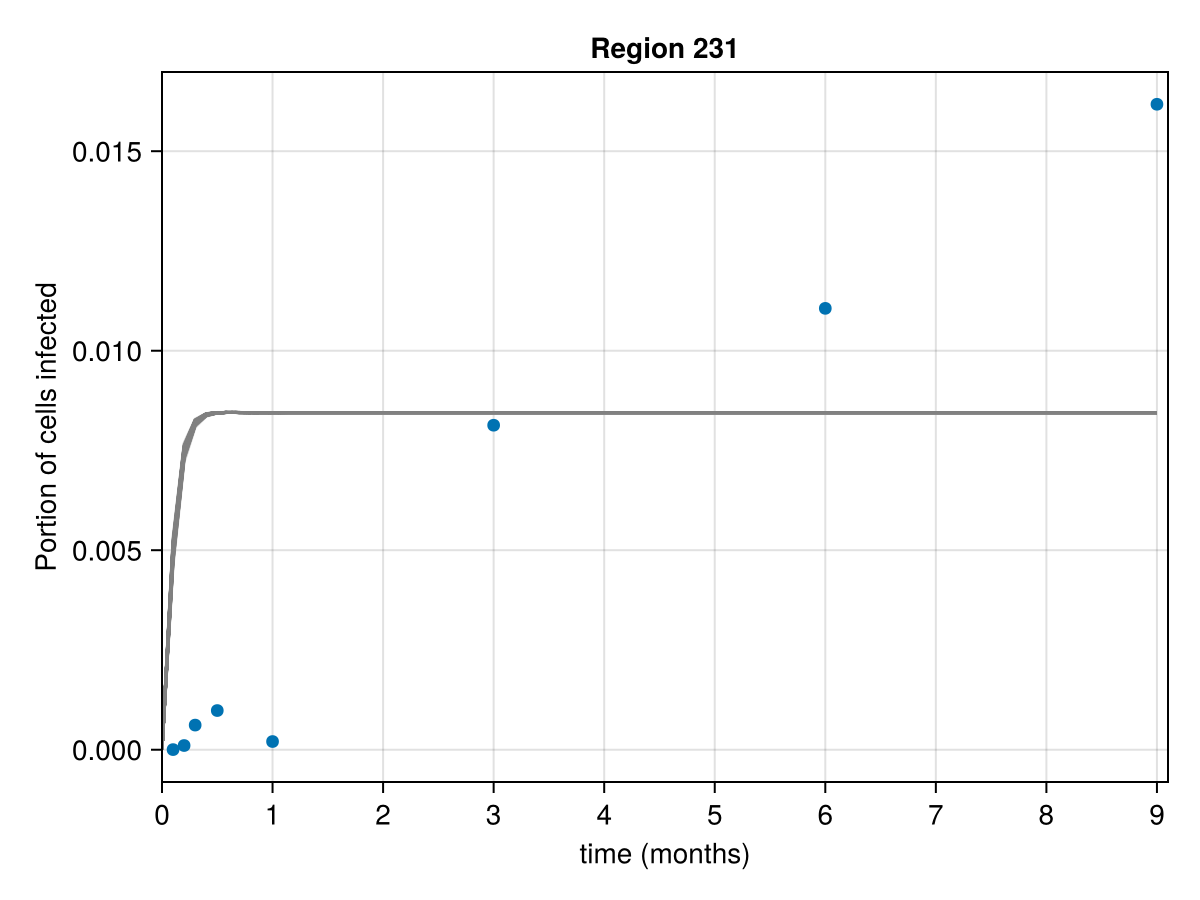 Region 231
Portion of cells infected
0.015
0.010
0.005
0.000
0 1 2 3 4 5 6 7 8 9
time (months)